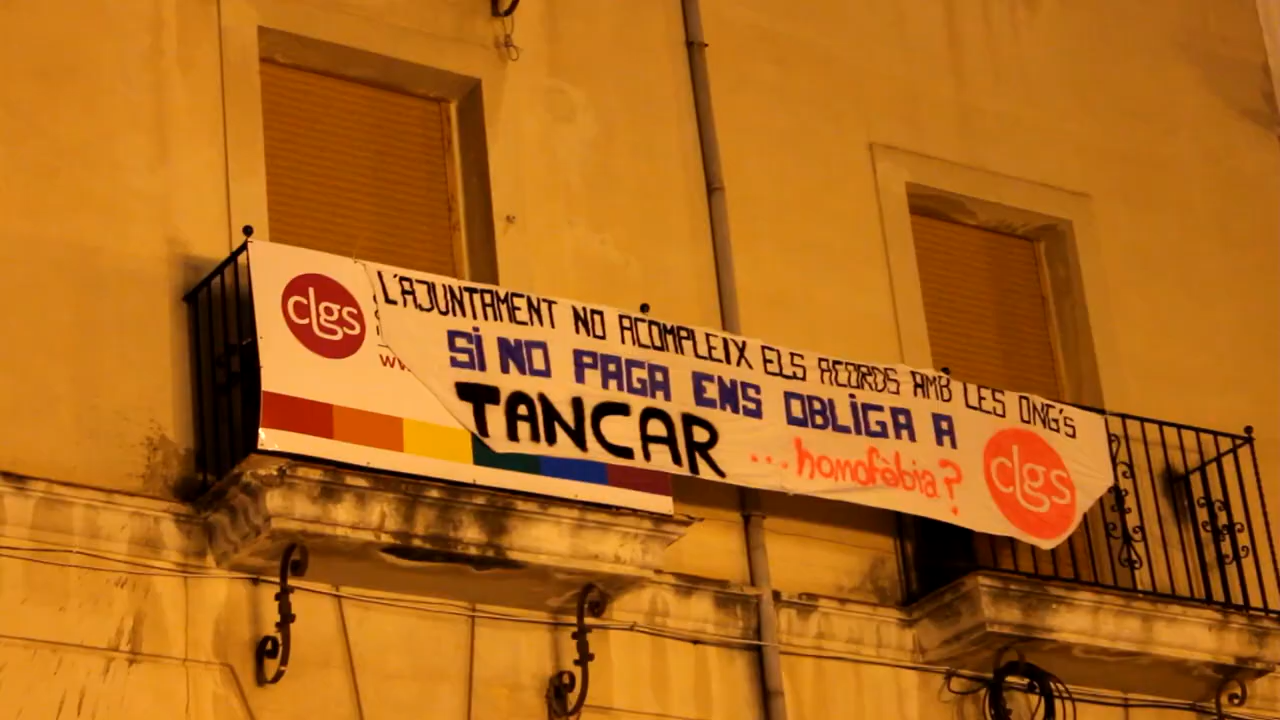 clgs
L'AJUNTAMENT NO ACOMPLEIX ELS ACORDS AMB LES ONG'S
SI NO PAGA ENS OBLIGA A
TANCAR ...homofòbia?
clgs